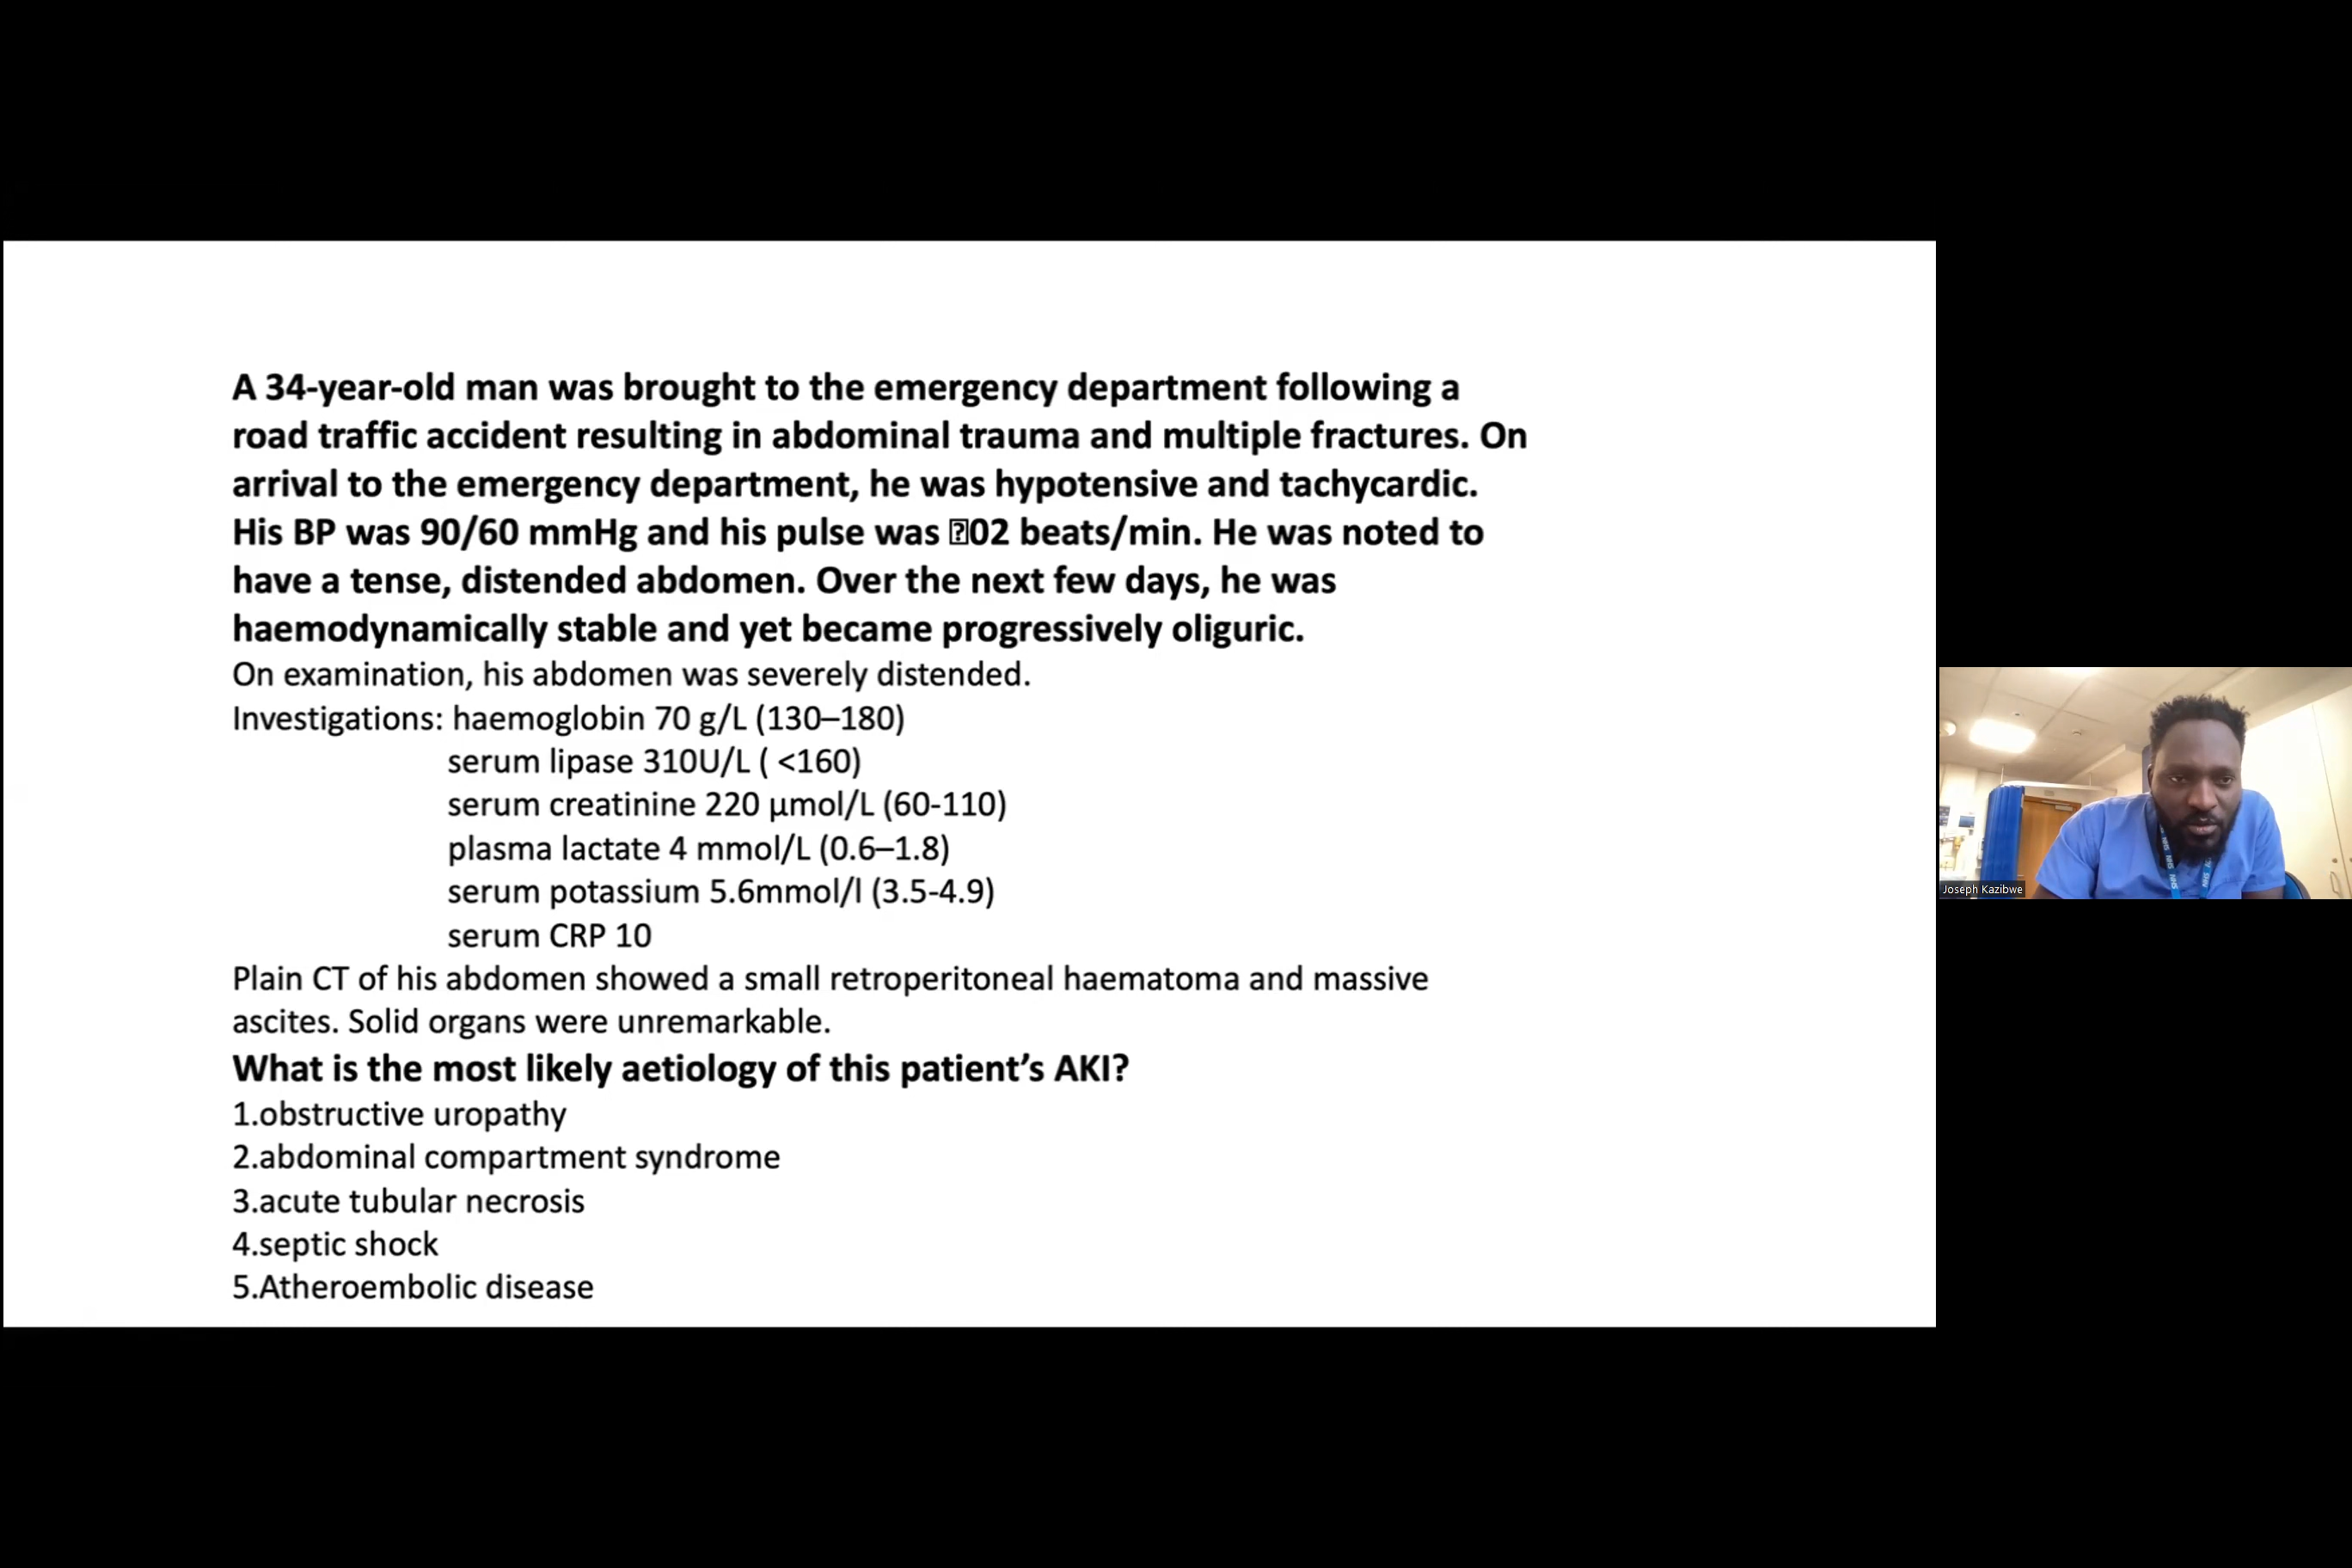 A 34-year-old man was brought to the emergency department following a
road traffic accident resulting in abdominal trauma and multiple fractures. On
arrival to the emergency department, he was hypotensive and tachycardic.
His BP was 90/60 mmHg and his pulse was 02 beats/min. He was noted to
have a tense, distended abdomen. Over the next few days, he was
haemodynamically stable and yet became progressively oliguric.
On examination, his abdomen was severely distended.
Investigations: haemoglobin 70 g/L (130–180)
serum lipase 310U/L ( <160)
serum creatinine 220 µmol/L (60-110)
plasma lactate 4 mmol/L (0.6–1.8)
serum potassium 5.6mmol/l (3.5-4.9)
serum CRP 10
Plain CT of his abdomen showed a small retroperitoneal haematoma and massive
ascites. Solid organs were unremarkable.
What is the most likely aetiology of this patient’s AKI?
1.obstructive uropathy
2.abdominal compartment syndrome
3.acute tubular necrosis
4.septic shock
5.Atheroembolic disease
Joseph Kazibwe
NHS
NHS